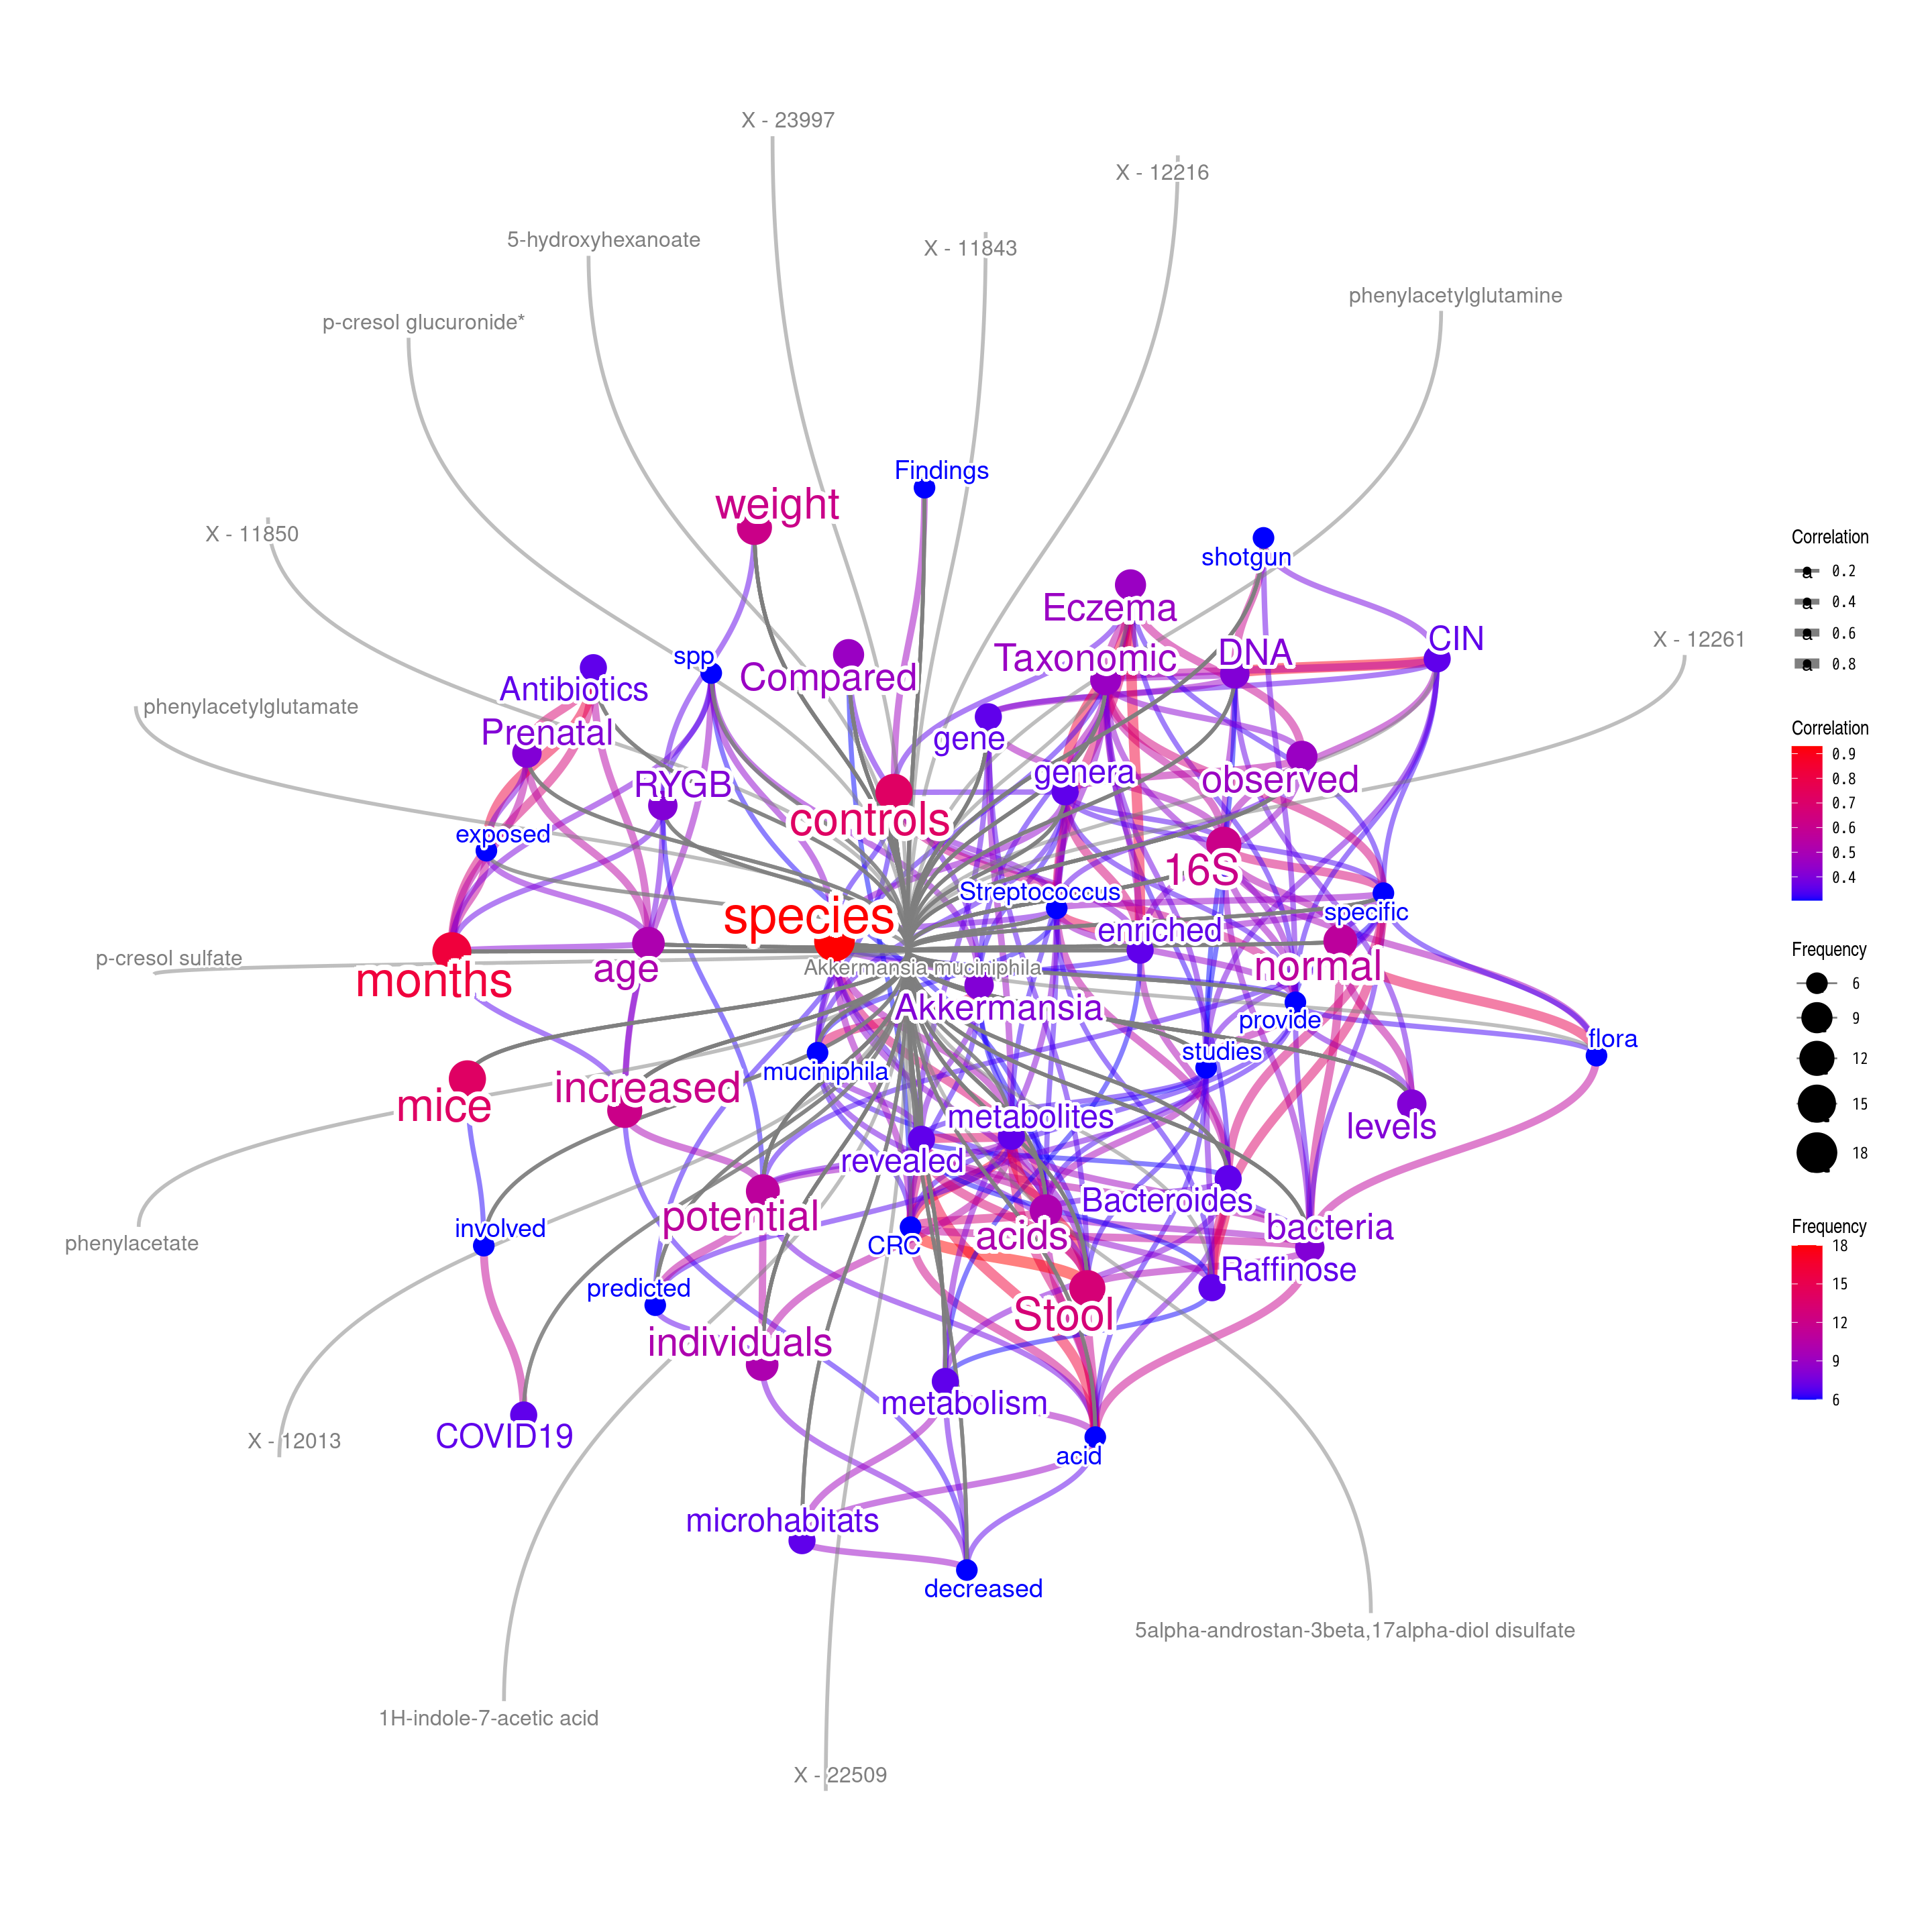 X - 23997
X - 12216
5-hydroxyhexanoate
X - 11843
phenylacetylglutamine
p-cresol glucuronide*
Findings
weight
X - 11850
shotgun
Eczema
CIN
X - 12261
DNA
Taxonomic
spp
Compared
Antibiotics
phenylacetylglutamate
Prenatal
gene
genera
observed
RYGB
controls
exposed
16S
Streptococcus
species
specific
enriched
p-cresol sulfate
age
Akkermansia muciniphila
normal
months
Akkermansia
provide
flora
studies
muciniphila
increased
mice
metabolites
levels
revealed
Bacteroides
potential
involved
bacteria
acids
phenylacetate
CRC
Raffinose
predicted
Stool
individuals
metabolism
COVID19
X - 12013
acid
microhabitats
decreased
5alpha-androstan-3beta,17alpha-diol disulfate
1H-indole-7-acetic acid
X - 22509
Correlation
a 0.2
a 0.4
a 0.6
a 0.8
Correlation
0.9
0.8
0.7
0.6
0.5
0.4
Frequency
6
9
12
15
18
Frequency
18
15
12
9
6